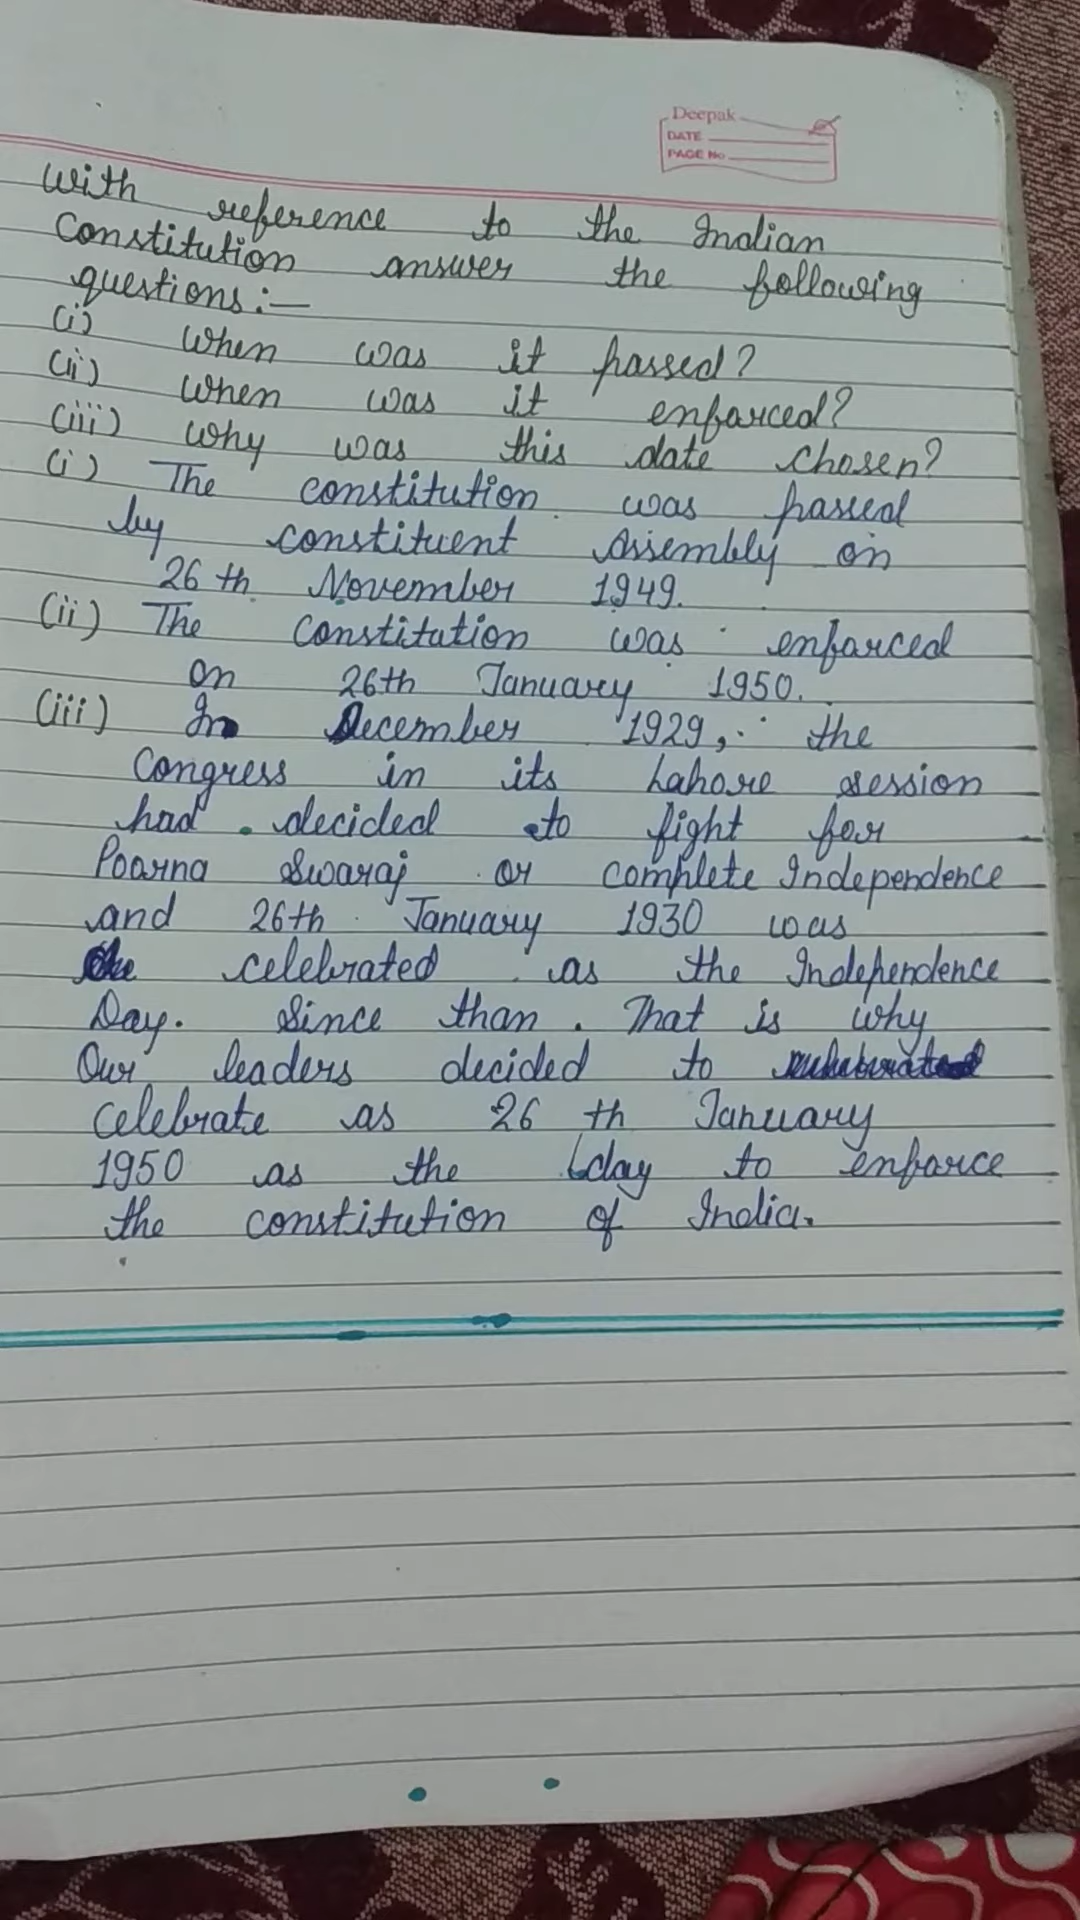 Deepak
DATE
PAGE No
With reference to the Indian
Constitution answer the following
questions:—
(i) When was it passed?
(ii) When was it enforced?
(iii) Why was this date chosen?
(i) The constitution was passed
by constituent Assembly on
26 th November 1949.
(ii) The constitution was enforced
on 26th January 1950.
(iii) In December 1929, the
Congress in its Lahore session
had decided to fight for
Poorna Swaraj or complete Independence
and 26th January 1930 was
celebrated as the Independence
Day. Since than. That is why
Our leaders decided to
celebrate as 26 th January
1950 as the day to enforce
the constitution of India.